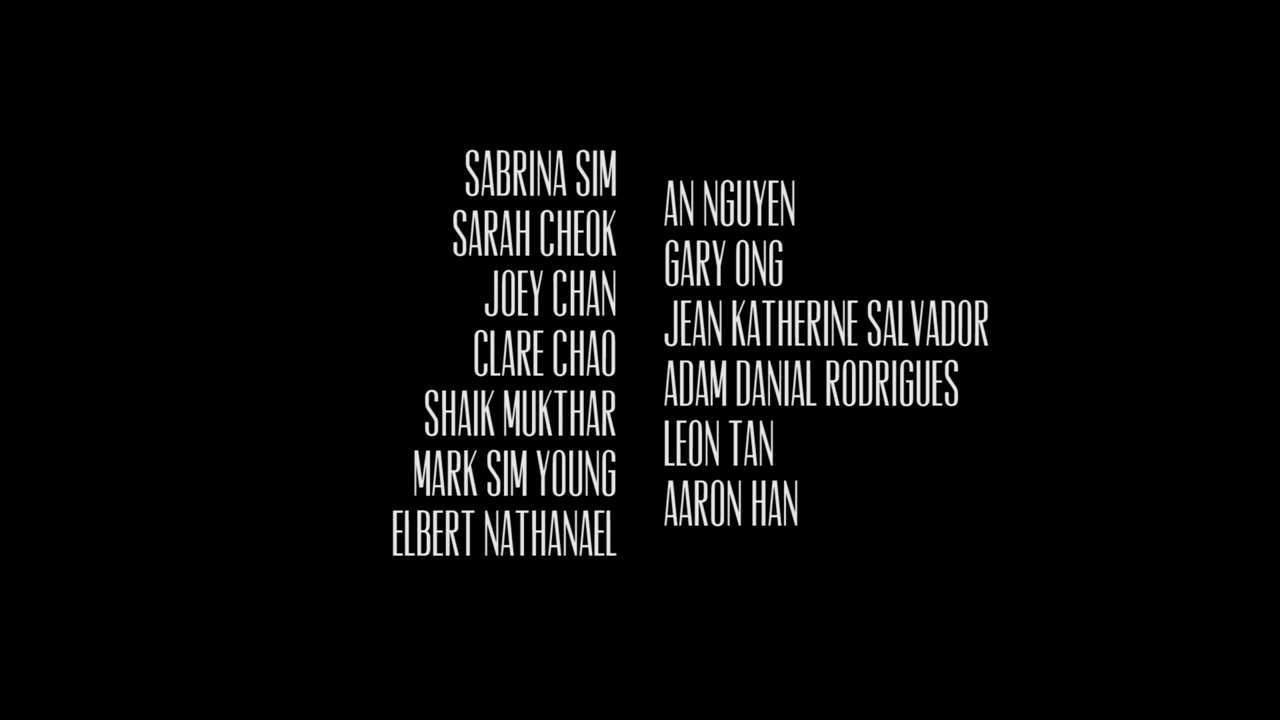 SABRINA SIM
SARAH CHEOK
JOEY CHAN
CLARE CHAO
SHAIK MUKTHAR
MARK SIM YOUNG
ELBERT NATHANAEL
AN NGUYEN
GARY ONG
JEAN KATHERINE SALVADOR
ADAM DANIAL RODRIGUES
LEON TAN
AARON HAN